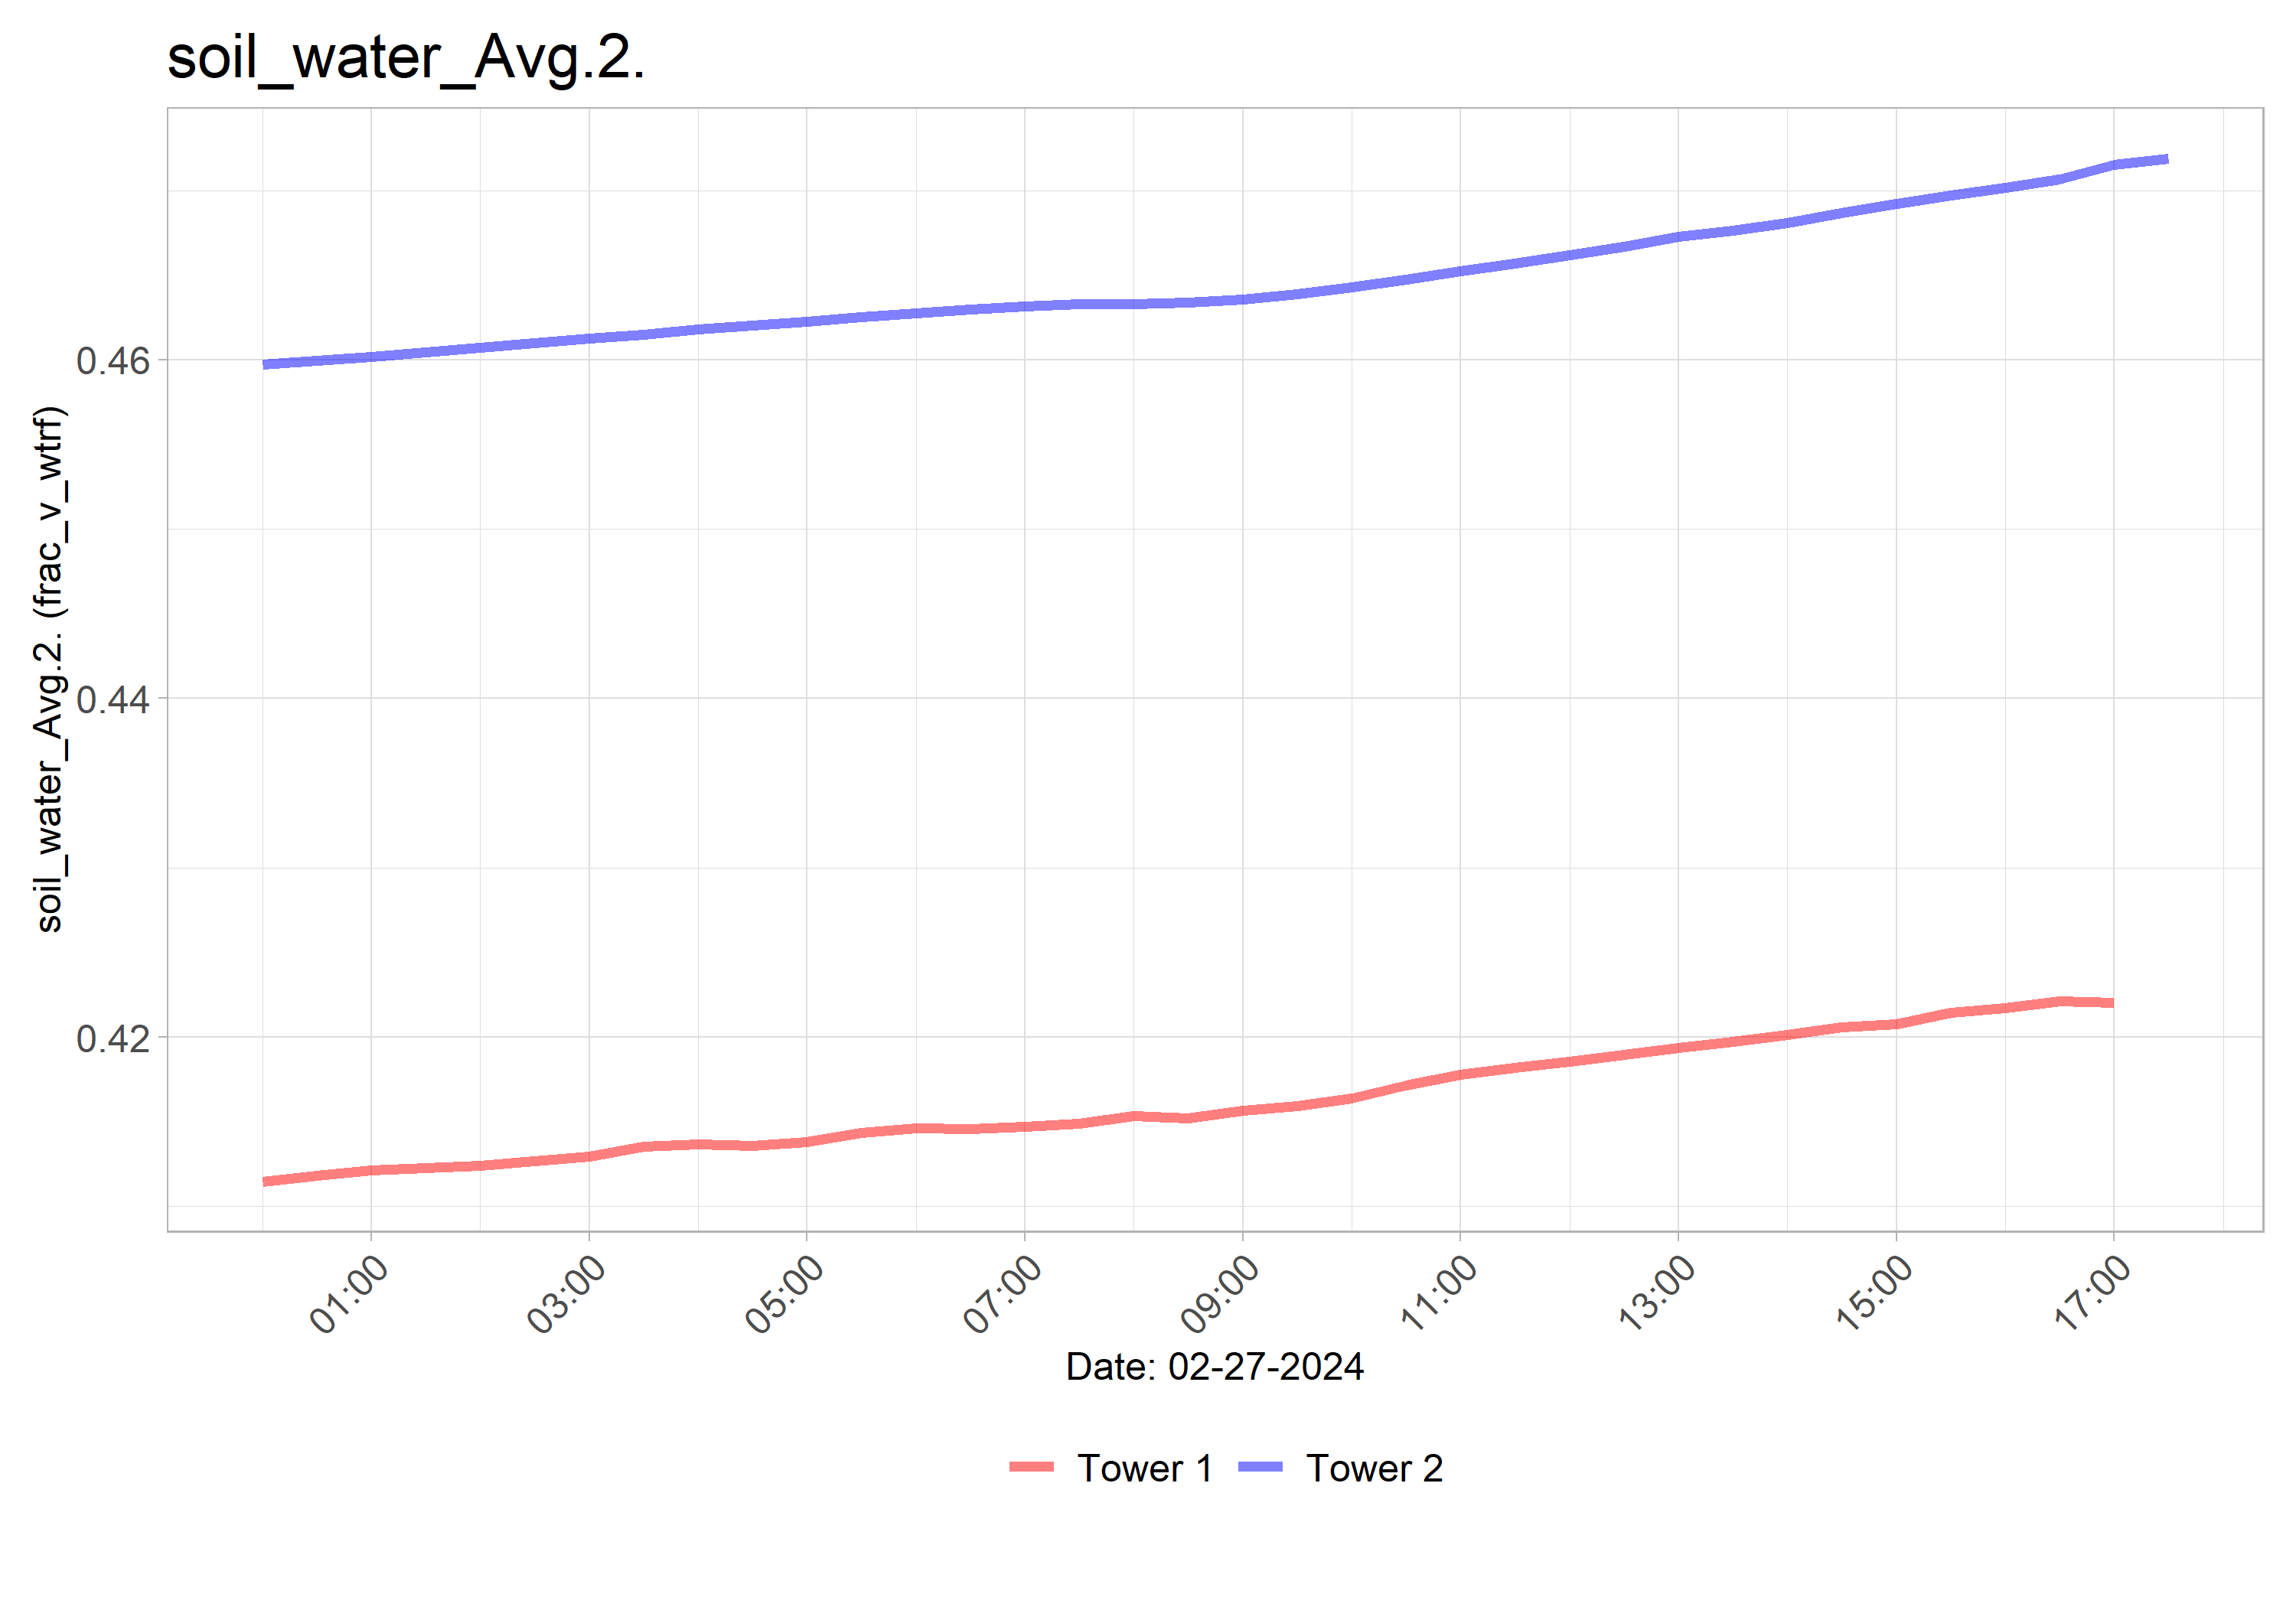 soil_water_Avg.2.
soil_water_Avg.2. (frac_v_wtrf)
0.46
0.44
0.42
01:00
03:00
05:00
07:00
09:00
11:00
13:00
15:00
17:00
Date: 02-27-2024
Tower 1
Tower 2